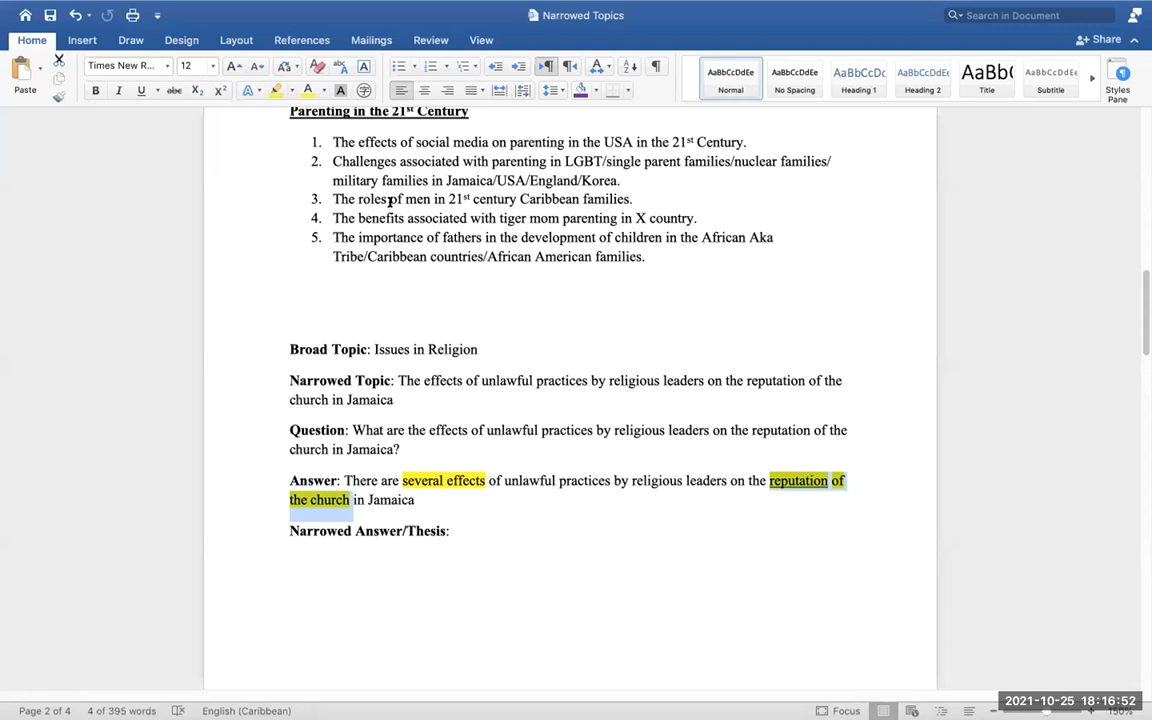 Narrowed Topics
Search in Document
Home Insert Draw Design Layout References Mailings Review View
Share
Paste
Times New R... 12
AaBbCcDdEe AaBbCcDdEe AaBbCcDc AaBbCcDdEe AaBb( AaBbCcDdEe
Normal No Spacing Heading 1 Heading 2 Title Subtitle
Styles
Pane
Parenting in the 21st Century
1. The effects of social media on parenting in the USA in the 21st Century.
2. Challenges associated with parenting in LGBT/single parent families/nuclear families/
military families in Jamaica/USA/England/Korea.
3. The roles of men in 21st century Caribbean families.
4. The benefits associated with tiger mom parenting in X country.
5. The importance of fathers in the development of children in the African Aka
Tribe/Caribbean countries/African American families.
Broad Topic: Issues in Religion
Narrowed Topic: The effects of unlawful practices by religious leaders on the reputation of the
church in Jamaica
Question: What are the effects of unlawful practices by religious leaders on the reputation of the
church in Jamaica?
Answer: There are several effects of unlawful practices by religious leaders on the reputation of
the church in Jamaica
Narrowed Answer/Thesis:
2021-10-25 18:16:52
Page 2 of 4 4 of 395 words English (Caribbean) Focus 150%